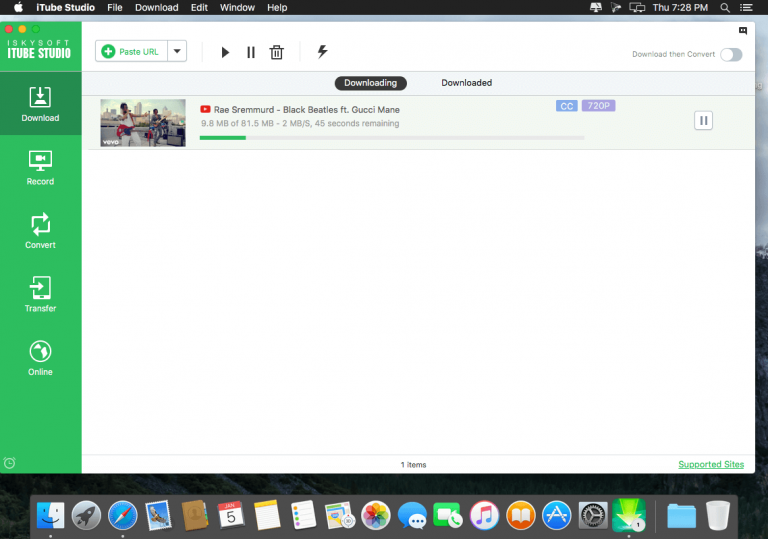 iTube Studio File Download Edit Window Help Thu 7:28 PM
ISKYSOFT
ITUBE STUDIO
Paste URL
Download then Convert
Downloading Downloaded
Download
Rae Sremmurd - Black Beatles ft. Gucci Mane CC 720P
9.8 MB of 81.5 MB - 2 MB/S, 45 seconds remaining
vevo
Record
Convert
Transfer
Online
1 items Supported Sites
JAN
5
1